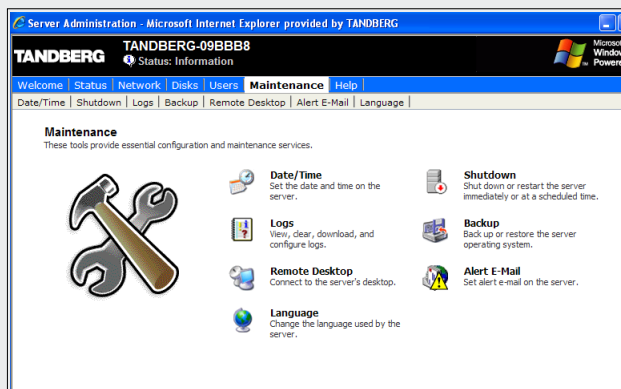 Server Administration - Microsoft Internet Explorer provided by TANDBERG
TANDBERG
TANDBERG-09BBB8
Status: Information
Microsoft
Window
Powere
Welcome | Status | Network | Disks | Users | Maintenance | Help |
Date/Time | Shutdown | Logs | Backup | Remote Desktop | Alert E-Mail | Language |
Maintenance
These tools provide essential configuration and maintenance services.
Date/Time
Set the date and time on the
server.
Shutdown
Shut down or restart the server
immediately or at a scheduled time.
Logs
View, clear, download, and
configure logs.
Backup
Back up or restore the server
operating system.
Remote Desktop
Connect to the server's desktop.
Alert E-Mail
Set alert e-mail on the server.
Language
Change the language used by the
server.